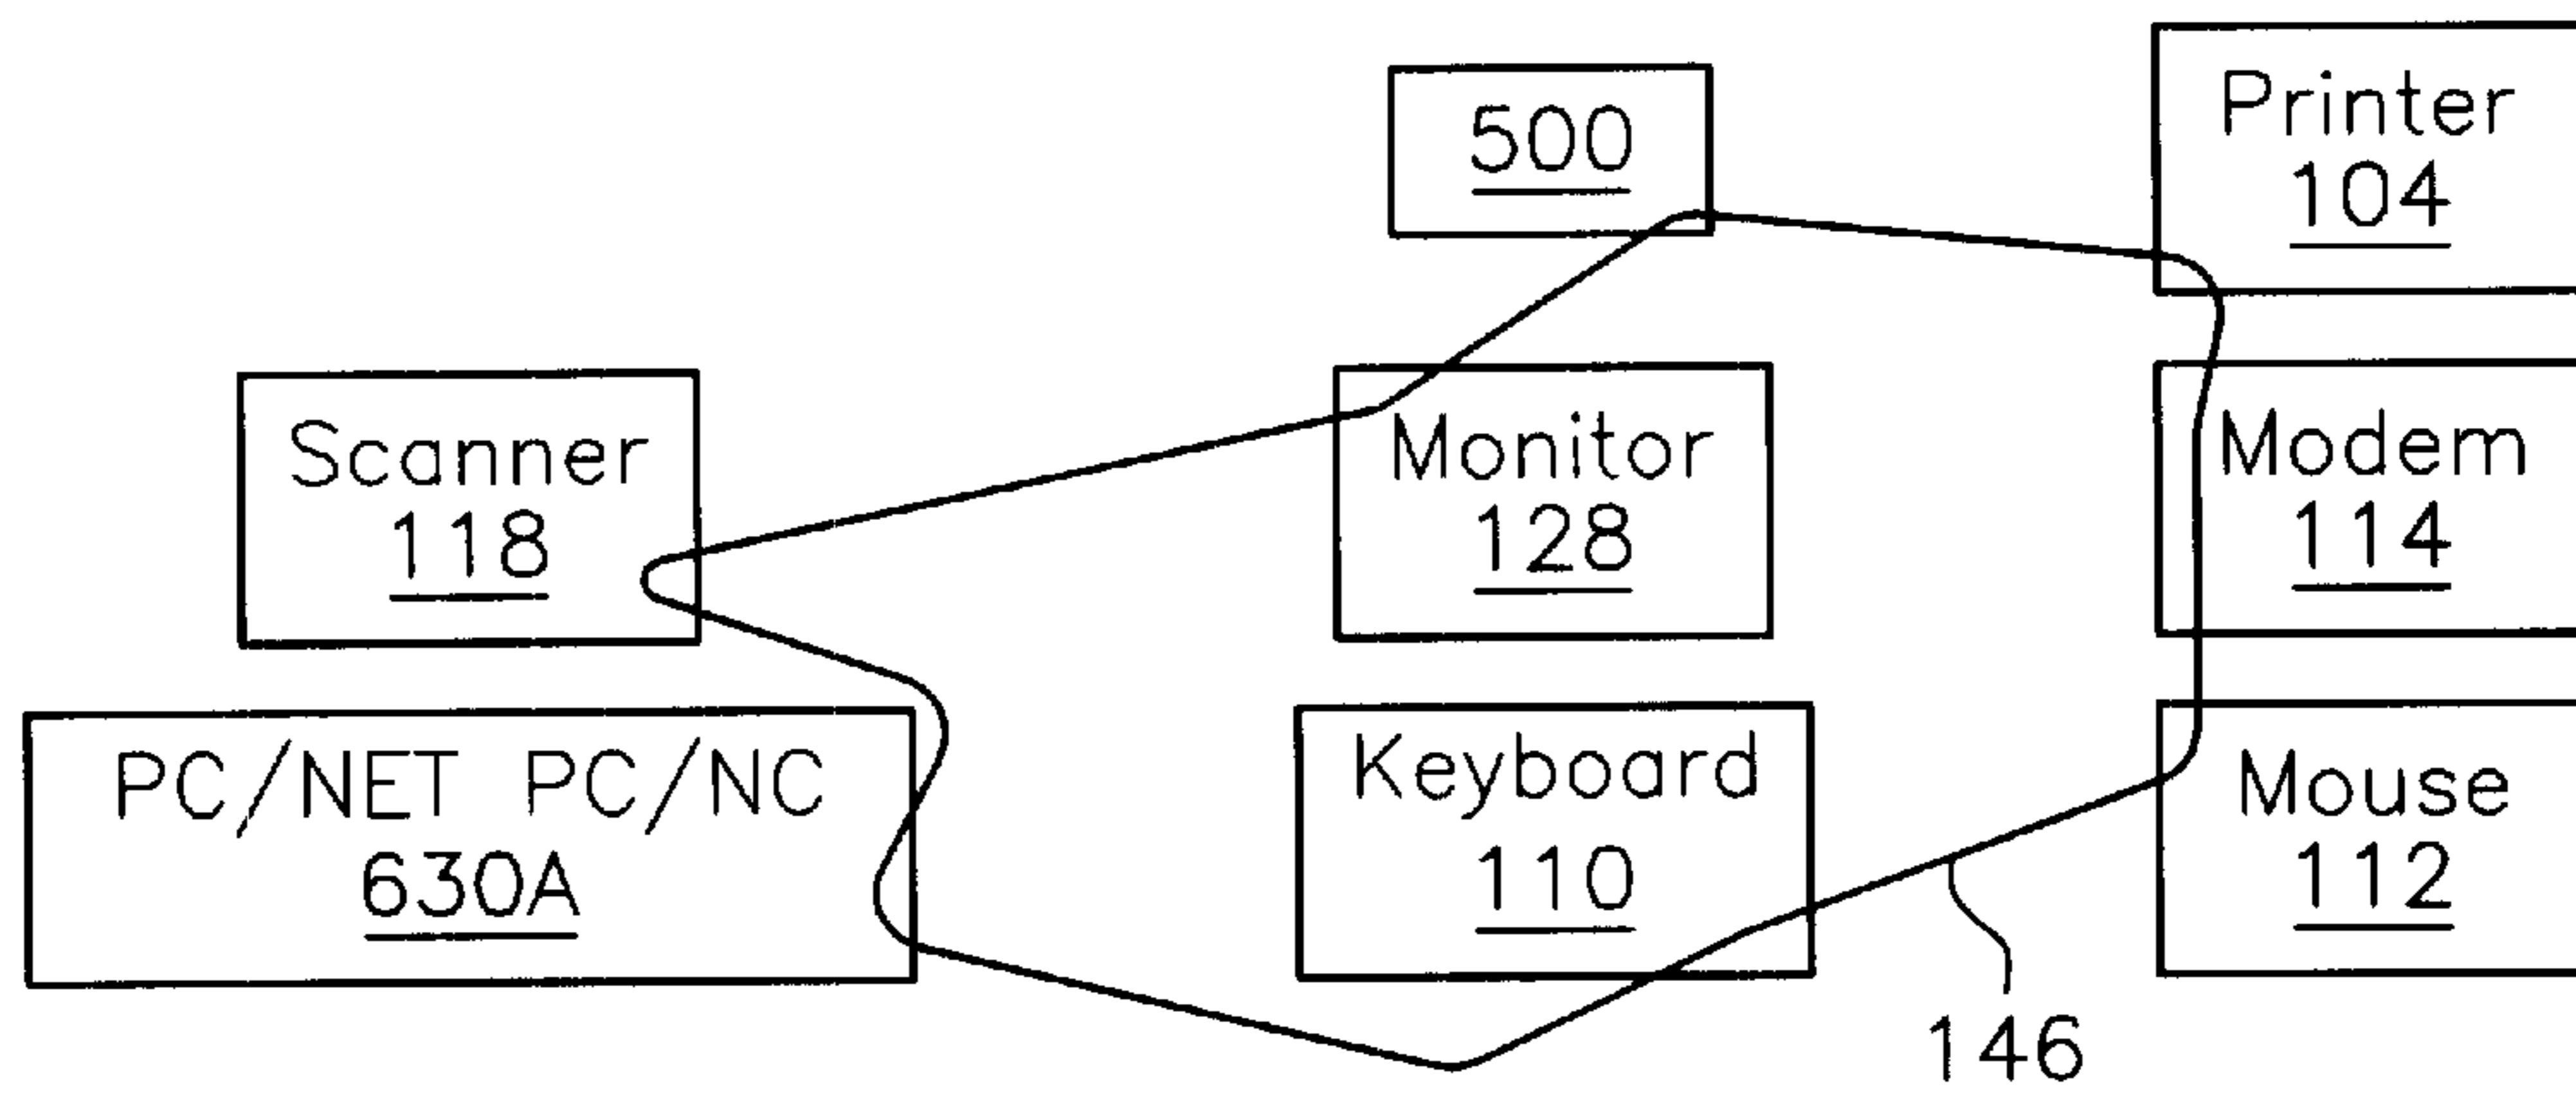 500
Printer
104
Scanner
118
Monitor
128
Modem
114
PC/NET PC/NC
630A
Keyboard
110
Mouse
112
146